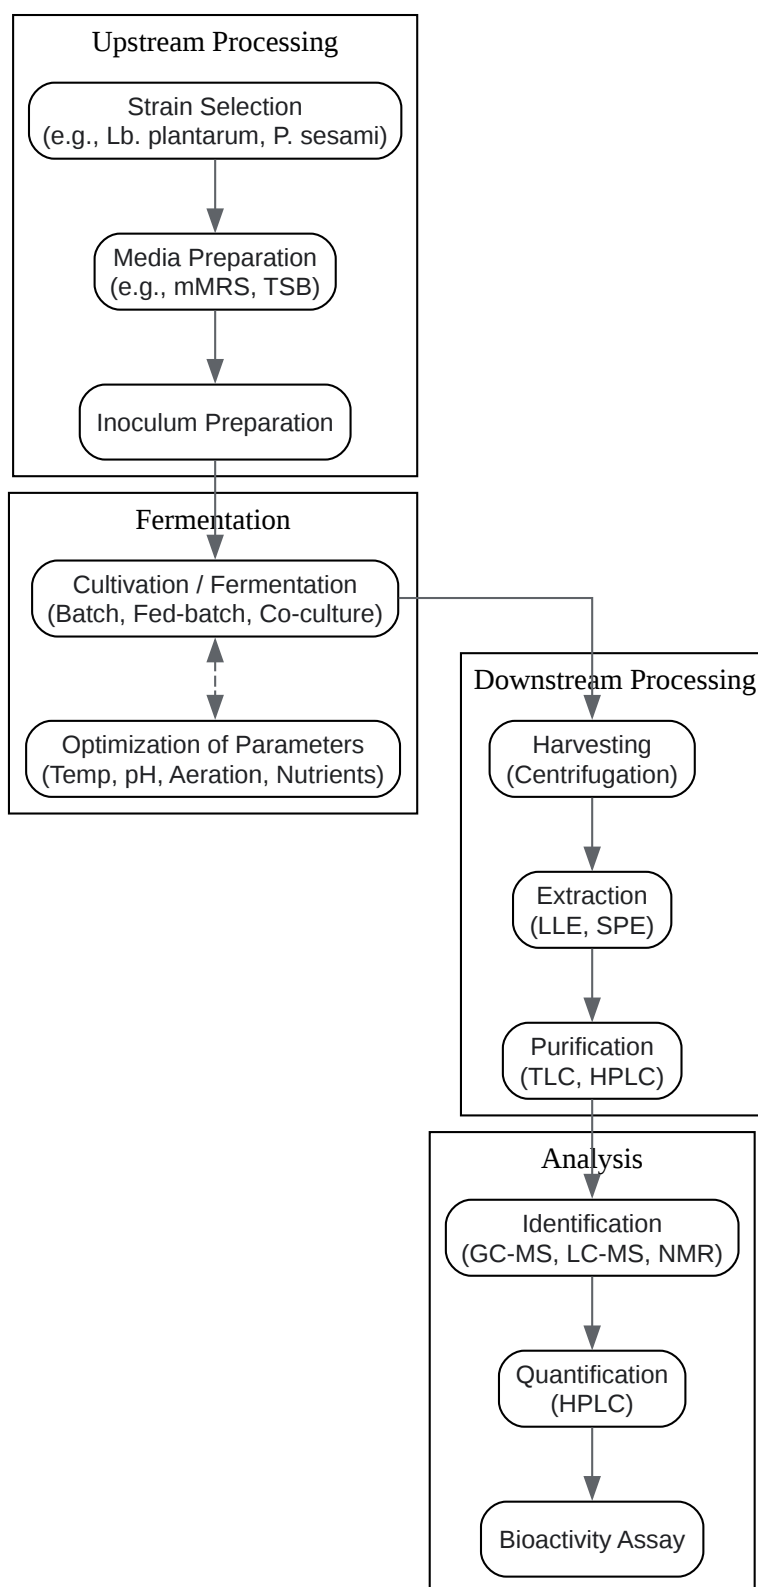 Upstream Processing
Strain Selection
(e.g., Lb. plantarum, P. sesami)
Media Preparation
(e.g., mMRS, TSB)
Inoculum Preparation
Fermentation
Cultivation / Fermentation
(Batch, Fed-batch, Co-culture)
Optimization of Parameters
(Temp, pH, Aeration, Nutrients)
Downstream Processing
Harvesting
(Centrifugation)
Extraction
(LLE, SPE)
Purification
(TLC, HPLC)
Analysis
Identification
(GC-MS, LC-MS, NMR)
Quantification
(HPLC)
Bioactivity Assay